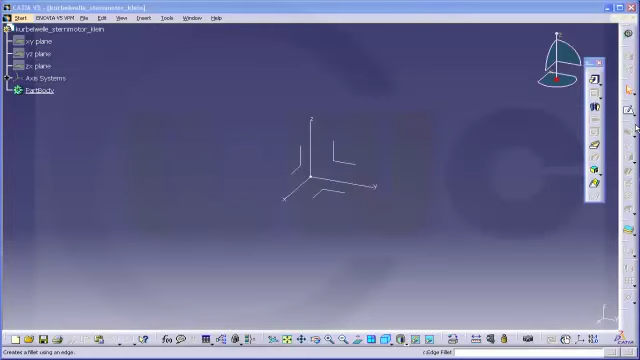 CATIA V5 - [kurbelwelle_sternmotor_klein]
Start ENOVIA V5 VPM File Edit View Insert Tools Window Help
kurbelwelle_sternmotor_klein
xy plane
yz plane
zx plane
Axis Systems
PartBody
z
y
x
f(x)
CATIA
Creates a fillet using an edge.
c:Edge Fillet